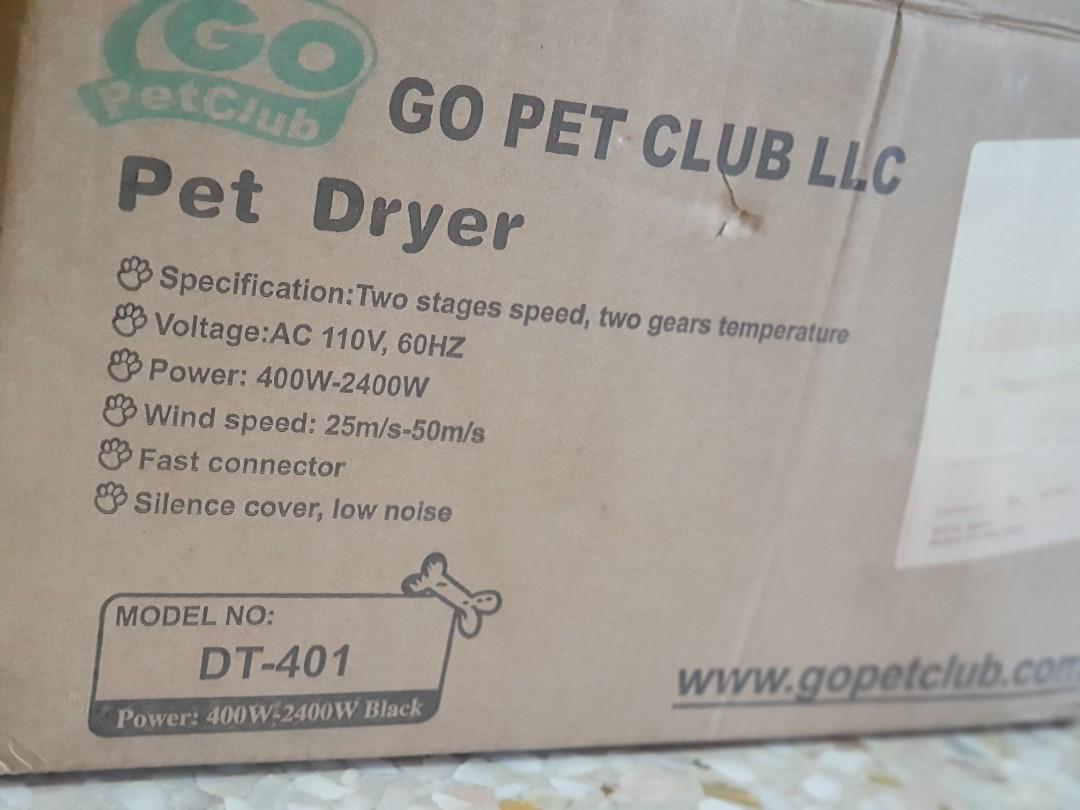 GO
PetClub
GO PET CLUB LLC
Pet Dryer
Specification:Two stages speed, two gears temperature
Voltage:AC 110V, 60HZ
Power: 400W-2400W
Wind speed: 25m/s-50m/s
Fast connector
Silence cover, low noise
MODEL NO:
DT-401
Power: 400W-2400W Black
www.gopetclub.com